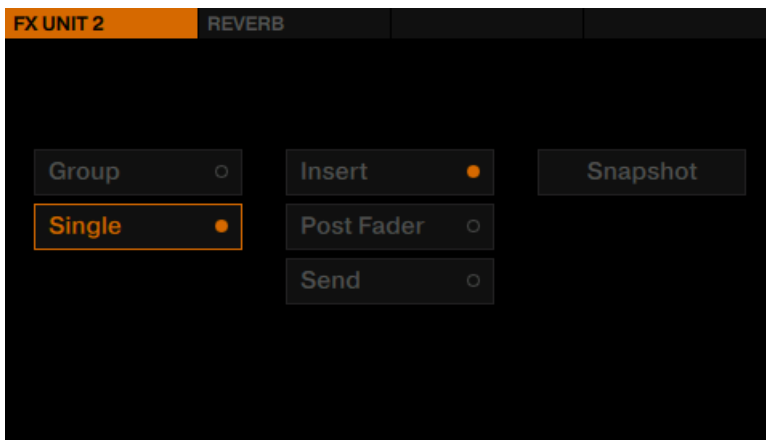 FX UNIT 2 REVERB
Group Insert Snapshot
Single Post Fader
Send